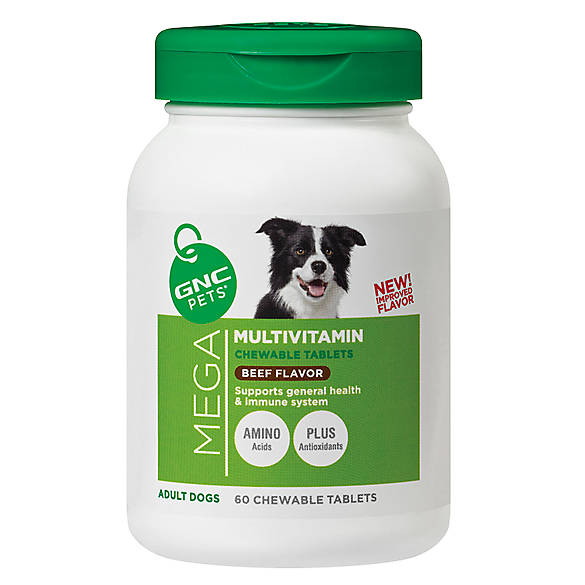 GNC
PETS®
NEW!
IMPROVED
FLAVOR
MEGA
MULTIVITAMIN
CHEWABLE TABLETS
BEEF FLAVOR
Supports general health
& immune system
AMINO
Acids
PLUS
Antioxidants
ADULT DOGS
60 CHEWABLE TABLETS